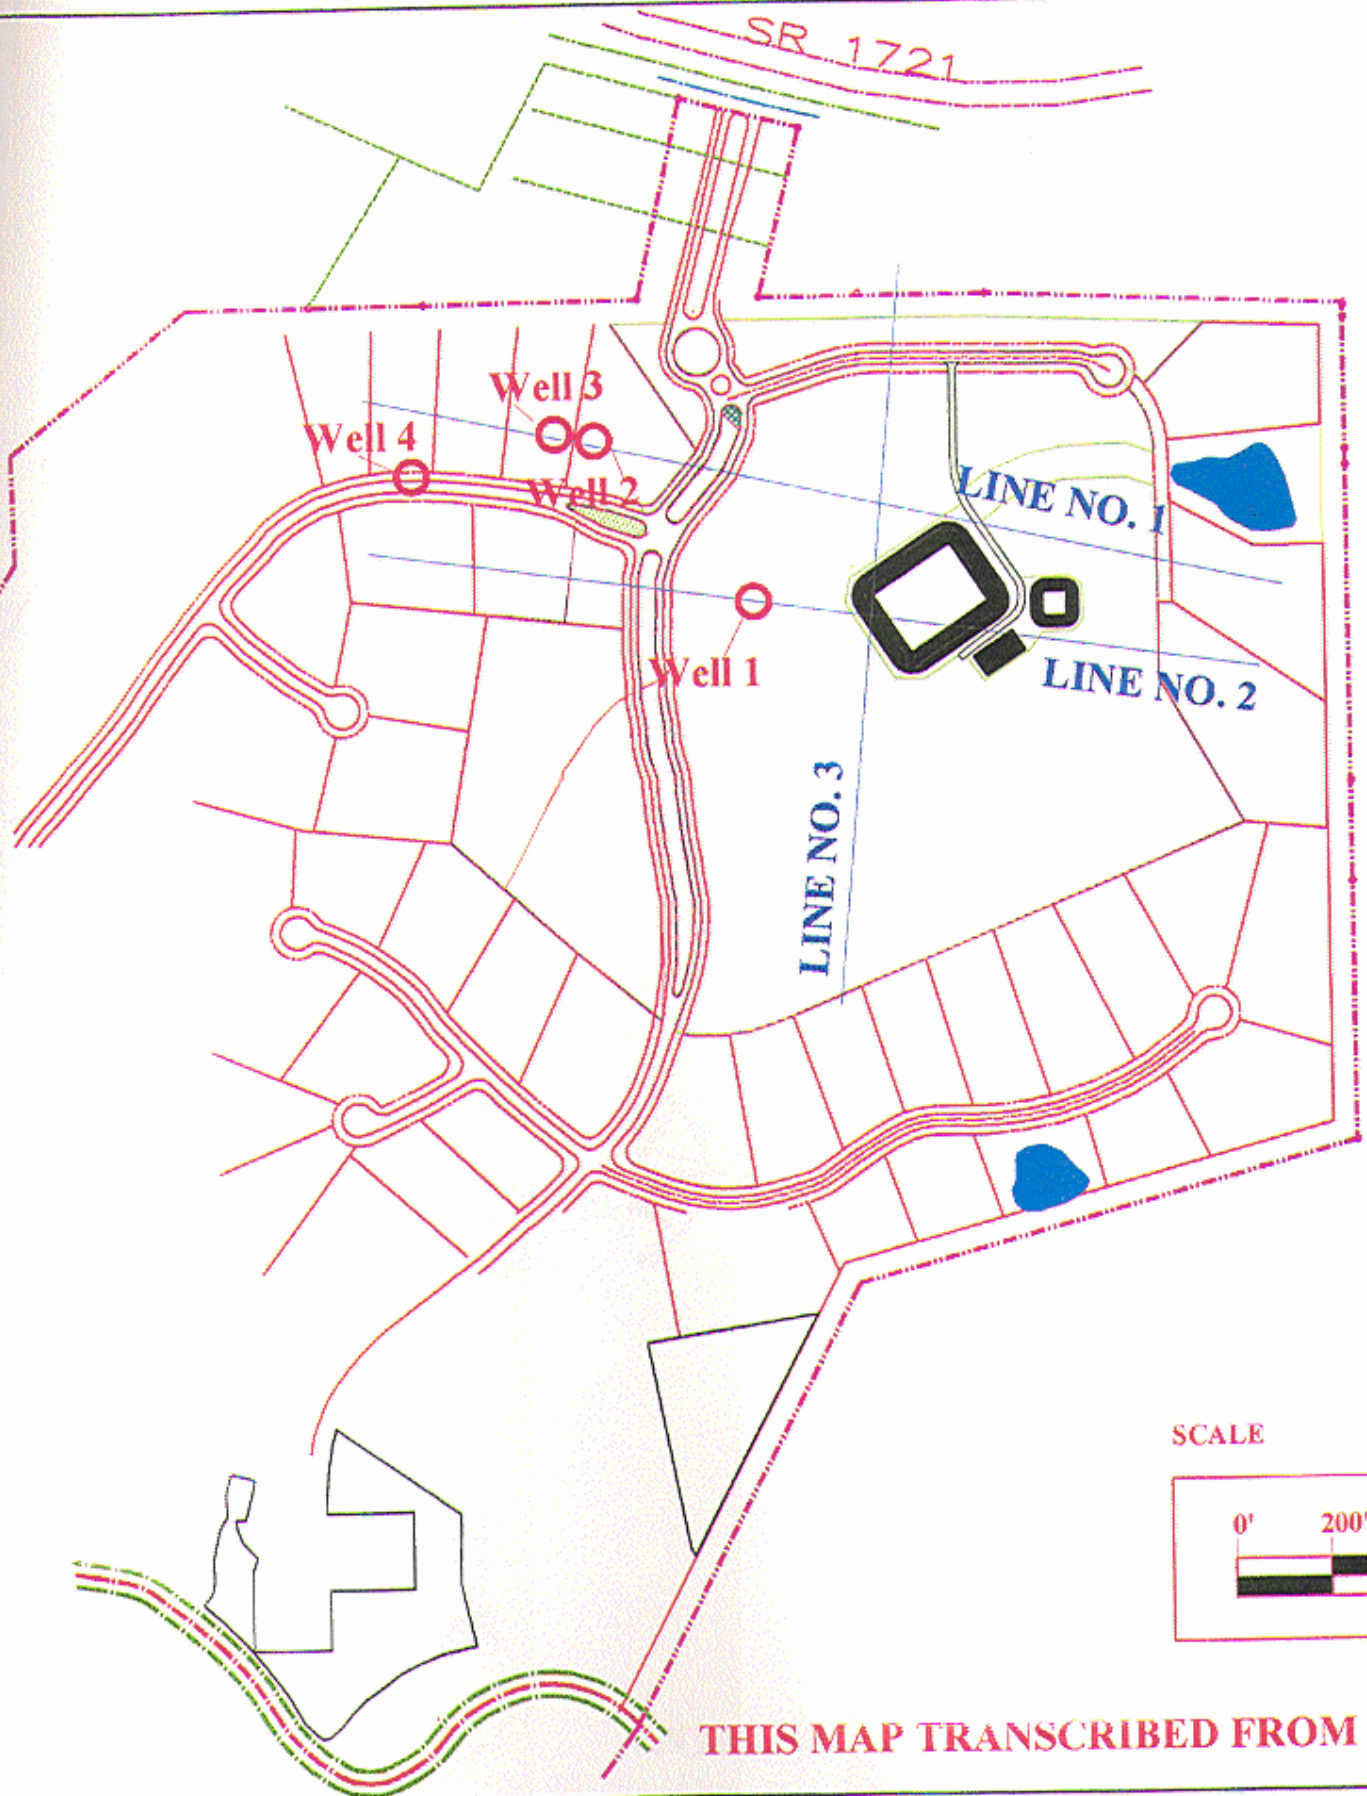 SR 1721
Well 3
Well 4
Well 2
LINE NO. 1
Well 1
LINE NO. 2
LINE NO. 3
SCALE
0' 200'
THIS MAP TRANSCRIBED FROM